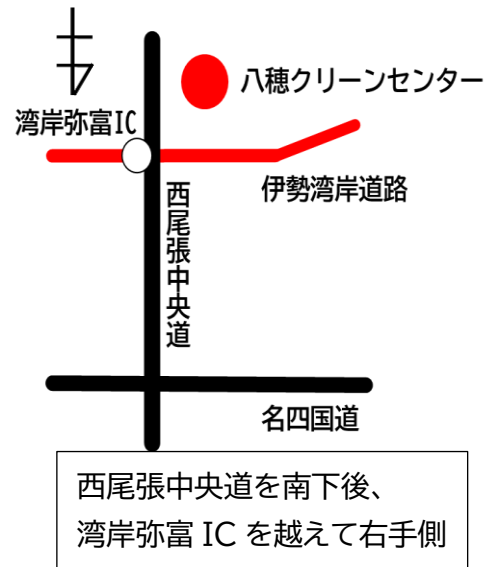 八穂クリーンセンター
湾岸弥富IC
伊勢湾岸道路
西尾張中央道
名四国道
西尾張中央道を南下後、
湾岸弥富 IC を越えて右手側